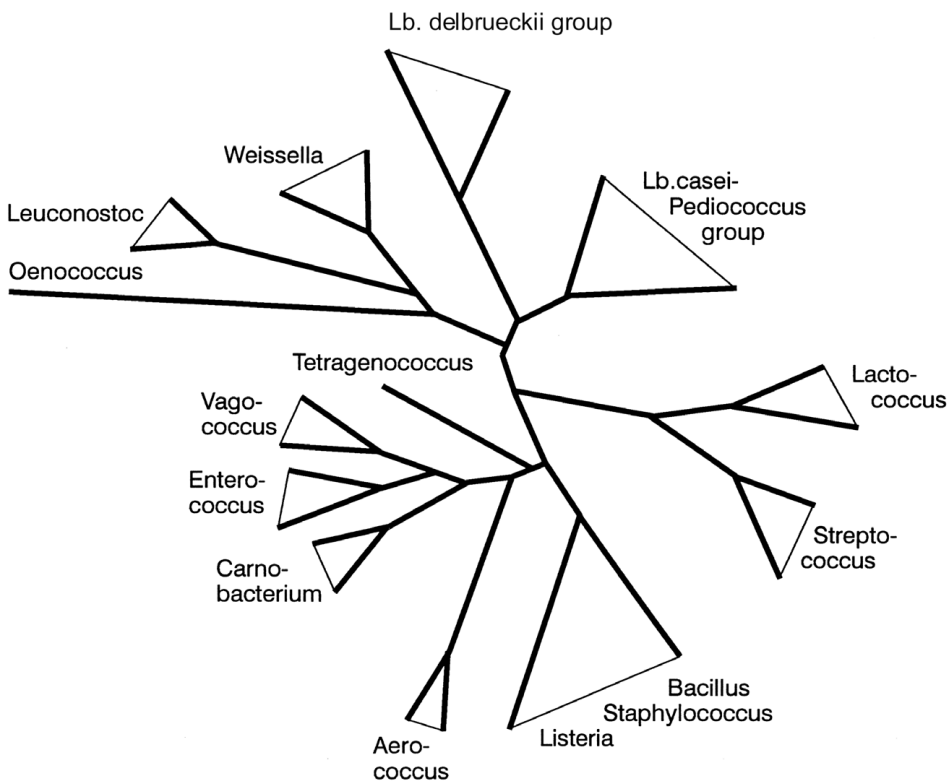 Lb. delbrueckii group
Weissella
Lb.casei-
Pediococcus
group
Leuconostoc
Oenococcus
Tetragenococcus
Lacto-
coccus
Vago-
coccus
Entero-
coccus
Strepto-
coccus
Carno-
bacterium
Bacillus
Staphylococcus
Listeria
Aero-
coccus